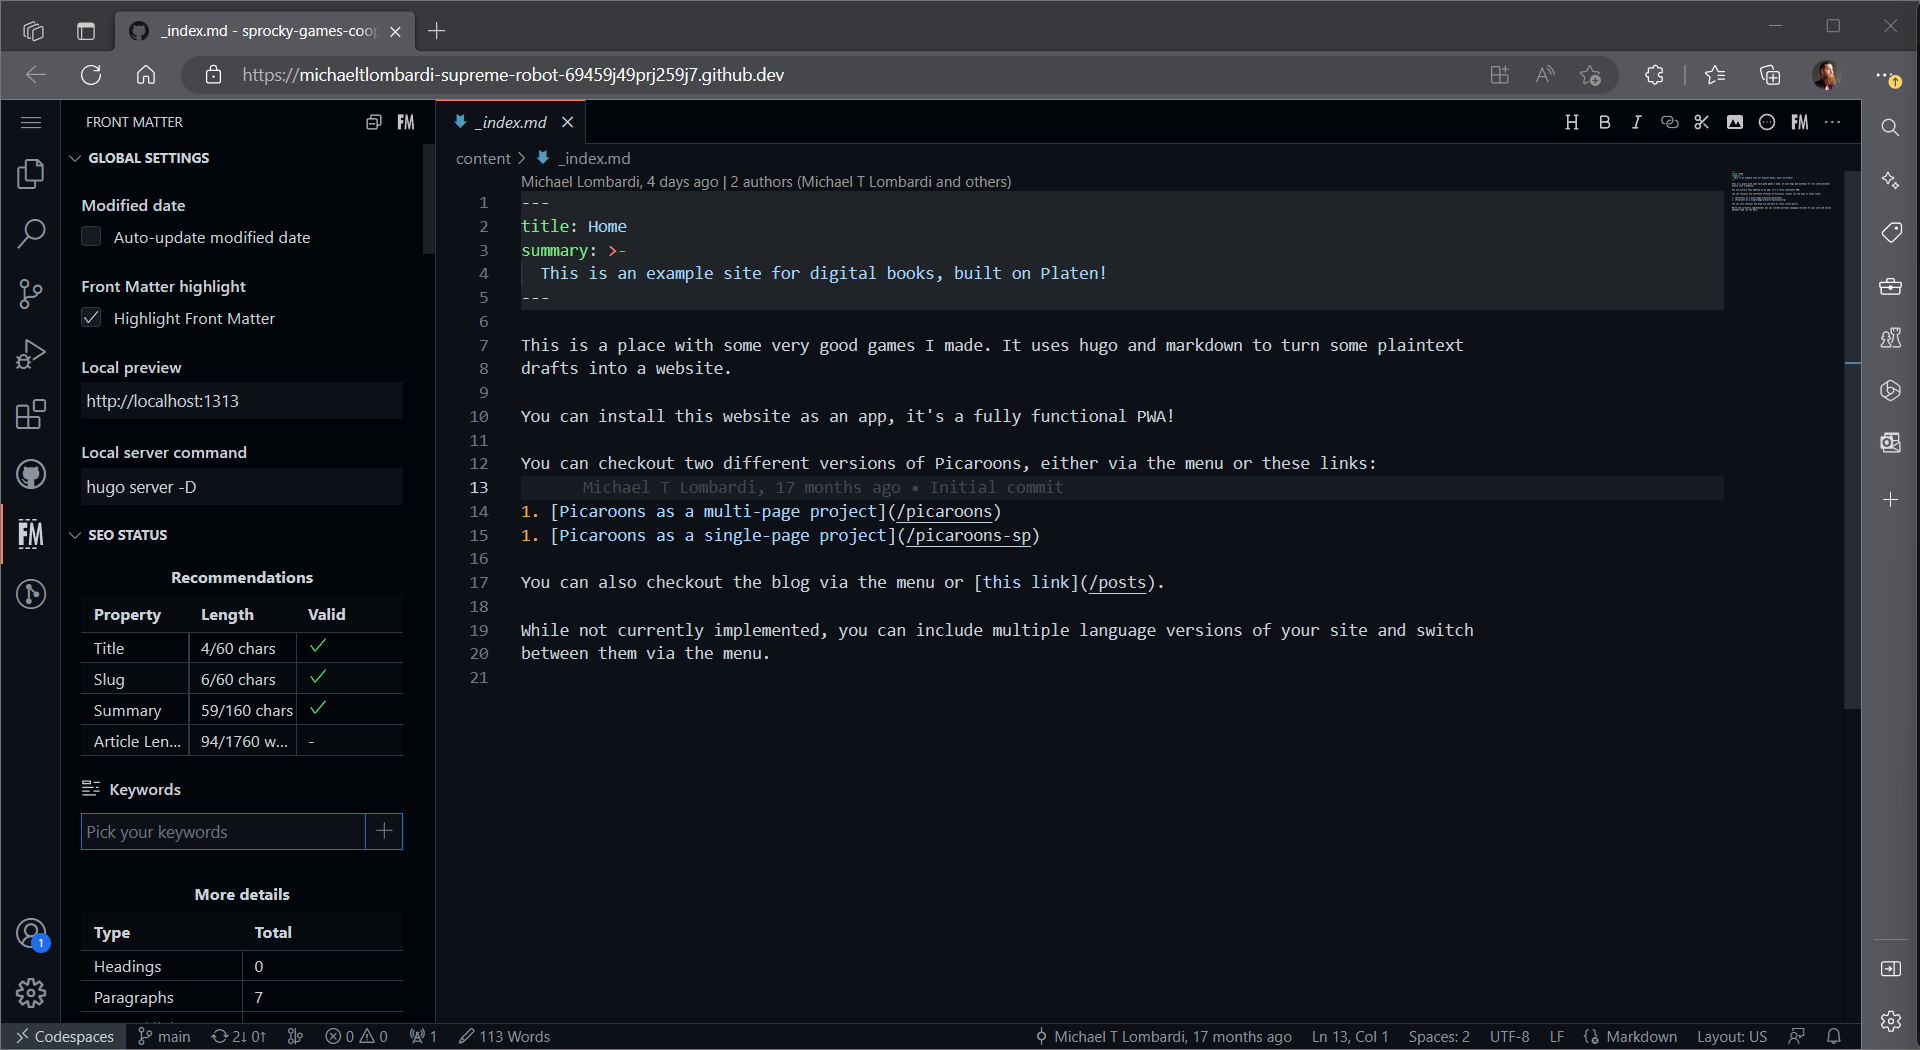 _index.md - sprocky-games-coop
https://michaeltlombardi-supreme-robot-69459j49prj259j7.github.dev
FRONT MATTER
FM
_index.md
H B I FM
GLOBAL SETTINGS
content > _index.md
Michael Lombardi, 4 days ago | 2 authors (Michael T Lombardi and others)
Modified date
Auto-update modified date
Front Matter highlight
Highlight Front Matter
Local preview
http://localhost:1313
Local server command
hugo server -D
SEO STATUS
Recommendations
Property Length Valid
Title 4/60 chars ✓
Slug 6/60 chars ✓
Summary 59/160 chars ✓
Article Len... 94/1760 w... -
Keywords
Pick your keywords
More details
Type Total
Headings 0
Paragraphs 7
FM
1
1 ---
2 title: Home
3 summary: >-
4 This is an example site for digital books, built on Platen!
5 ---
6
7 This is a place with some very good games I made. It uses hugo and markdown to turn some plaintext
8 drafts into a website.
9
10 You can install this website as an app, it's a fully functional PWA!
11
12 You can checkout two different versions of Picaroons, either via the menu or these links:
13 Michael T Lombardi, 17 months ago • Initial commit
14 1. [Picaroons as a multi-page project](/picaroons)
15 1. [Picaroons as a single-page project](/picaroons-sp)
16
17 You can also checkout the blog via the menu or [this link](/posts).
18
19 While not currently implemented, you can include multiple language versions of your site and switch
20 between them via the menu.
21
Codespaces main 2↓ 0↑ 0 0 1 113 Words Michael T Lombardi, 17 months ago Ln 13, Col 1 Spaces: 2 UTF-8 LF Markdown Layout: US